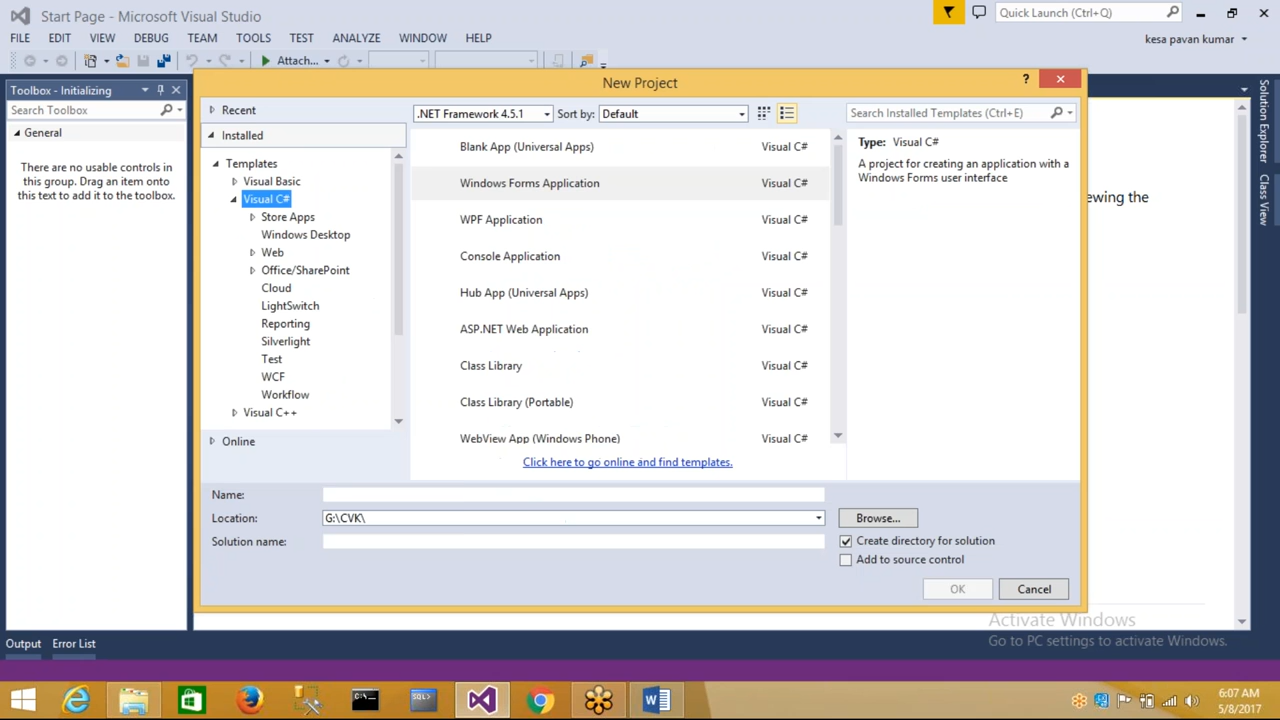 Start Page - Microsoft Visual Studio
Quick Launch (Ctrl+Q)
FILE EDIT VIEW DEBUG TEAM TOOLS TEST ANALYZE WINDOW HELP
kesa pavan kumar
Attach...
Toolbox - Initializing
Search Toolbox
General
There are no usable controls in
this group. Drag an item onto
this text to add it to the toolbox.
New Project
?
Recent
Installed
Templates
Visual Basic
Visual C#
Store Apps
Windows Desktop
Web
Office/SharePoint
Cloud
LightSwitch
Reporting
Silverlight
Test
WCF
Workflow
Visual C++
Online
.NET Framework 4.5.1
Sort by: Default
Search Installed Templates (Ctrl+E)
Blank App (Universal Apps) Visual C#
Windows Forms Application Visual C#
WPF Application Visual C#
Console Application Visual C#
Hub App (Universal Apps) Visual C#
ASP.NET Web Application Visual C#
Class Library Visual C#
Class Library (Portable) Visual C#
WebView App (Windows Phone) Visual C#
Click here to go online and find templates.
Type: Visual C#
A project for creating an application with a
Windows Forms user interface
Name:
Location: G:\CVK\
Browse...
Solution name:
Create directory for solution
Add to source control
OK Cancel
ewing the
Solution Explorer
Class View
Activate Windows
Go to PC settings to activate Windows.
Output Error List
SQL>
6:07 AM
5/8/2017